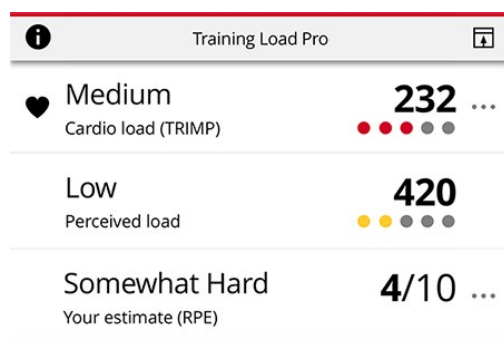 Training Load Pro
Medium
232
Cardio load (TRIMP)
Low
420
Perceived load
Somewhat Hard
4/10
Your estimate (RPE)